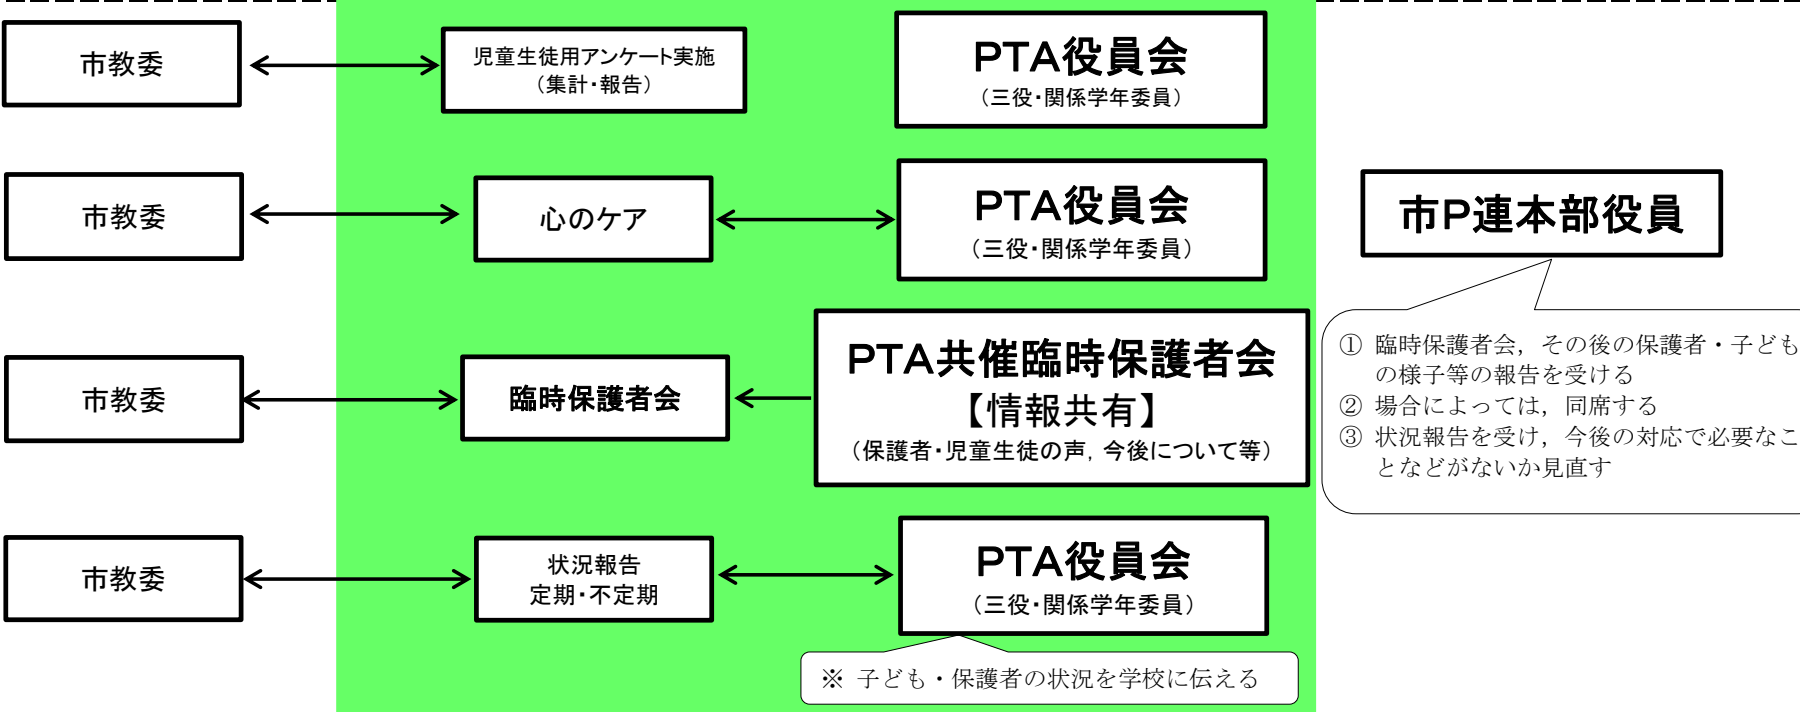 市教委
児童生徒用アンケート実施
（集計・報告）
PTA役員会
（三役・関係学年委員）
市教委
心のケア
PTA役員会
（三役・関係学年委員）
市P連本部役員
市教委
臨時保護者会
PTA共催臨時保護者会
【情報共有】
（保護者・児童生徒の声，今後について等）
① 臨時保護者会，その後の保護者・子ども
の様子等の報告を受ける
② 場合によっては，同席する
③ 状況報告を受け，今後の対応で必要なこ
となどがないか見直す
市教委
状況報告
定期・不定期
PTA役員会
（三役・関係学年委員）
※ 子ども・保護者の状況を学校に伝える